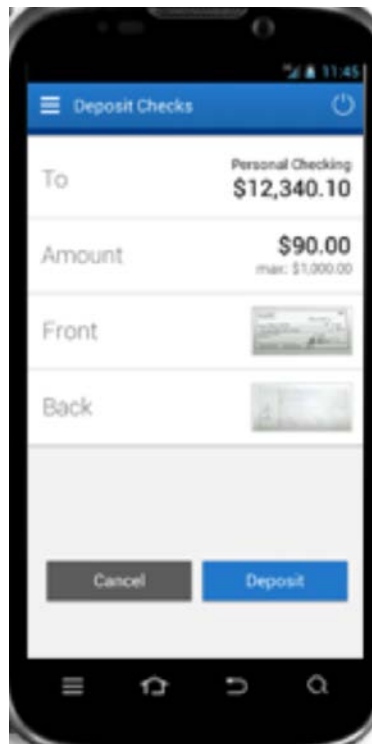 11:45
Deposit Checks
To
Personal Checking
$12,340.10
Amount
$90.00
max: $1,000.00
Front
Back
Cancel
Deposit